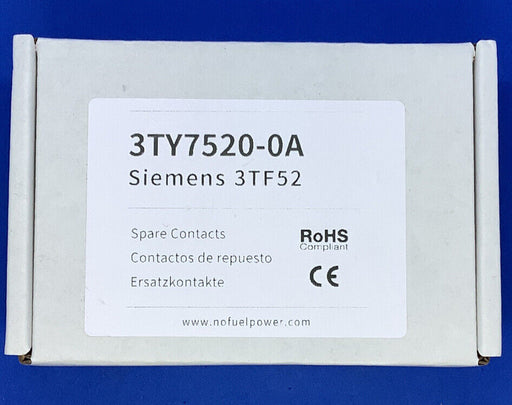 3TY7520-0A
Siemens 3TF52
Spare Contacts
Contactos de repuesto
Ersatzkontakte
RoHS
Compliant
CE
www.nofuelpower.com